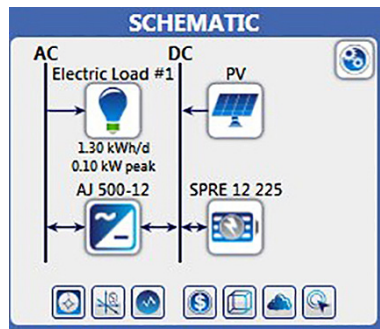 SCHEMATIC
AC DC
Electric Load #1 PV
1.30 kWh/d
0.10 kW peak
AJ 500-12 SPRE 12 225